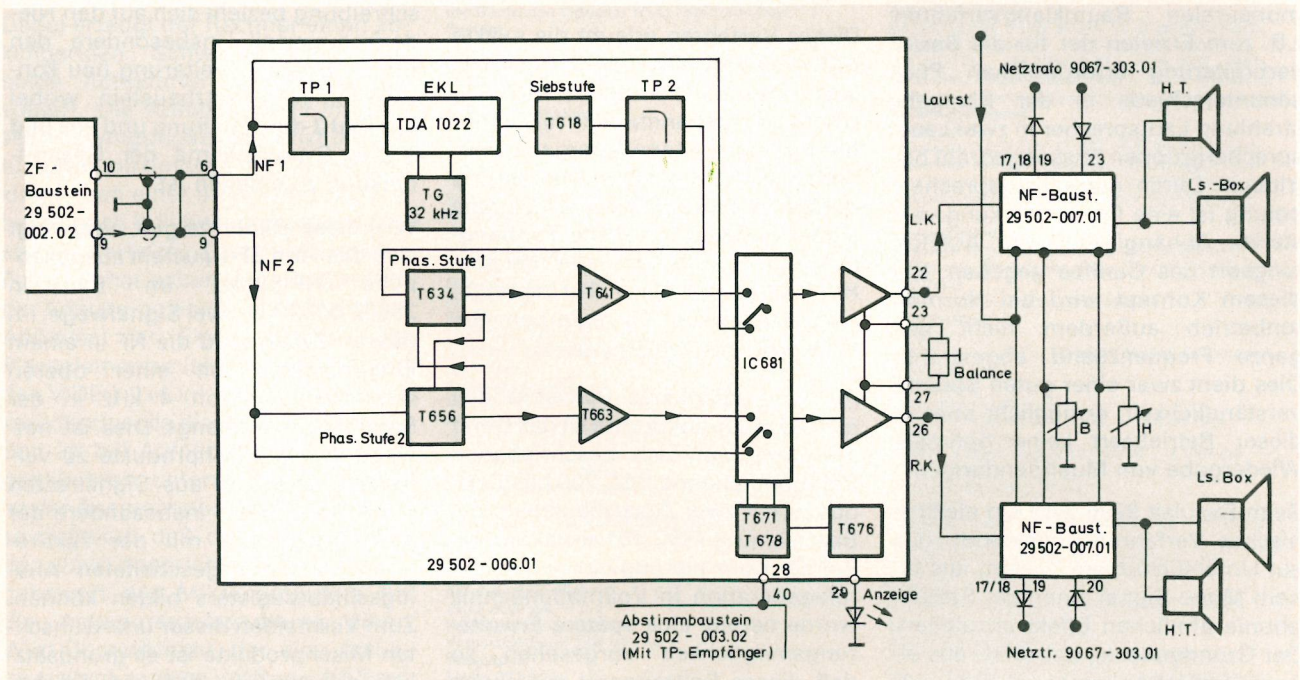 TP 1
EKL
Siebstufe
TP 2
Netztrafo 9067-303.01
H.T.
TDA 1022
T618
Lautst.
ZF -
Baustein
29 502 -
002.02
10
6
NF 1
17,18
19
23
9
9
TG
32 kHz
NF-Baust.
29502-007.01
Ls.-Box
L.K.
NF 2
Phas. Stufe 1
T634
T641
22
23
IC 681
Balance
T656
T663
27
26
B
H
Phas. Stufe 2
R.K.
Ls. Box
T671
T678
T676
NF-Baust.
29502-007.01
29 502 -006.01
28
29
Anzeige
17/18
19
20
40
Abstimmbaustein
29 502 - 003.02
(Mit TP-Empfänger)
H.T.
Netztr. 9067-303.01